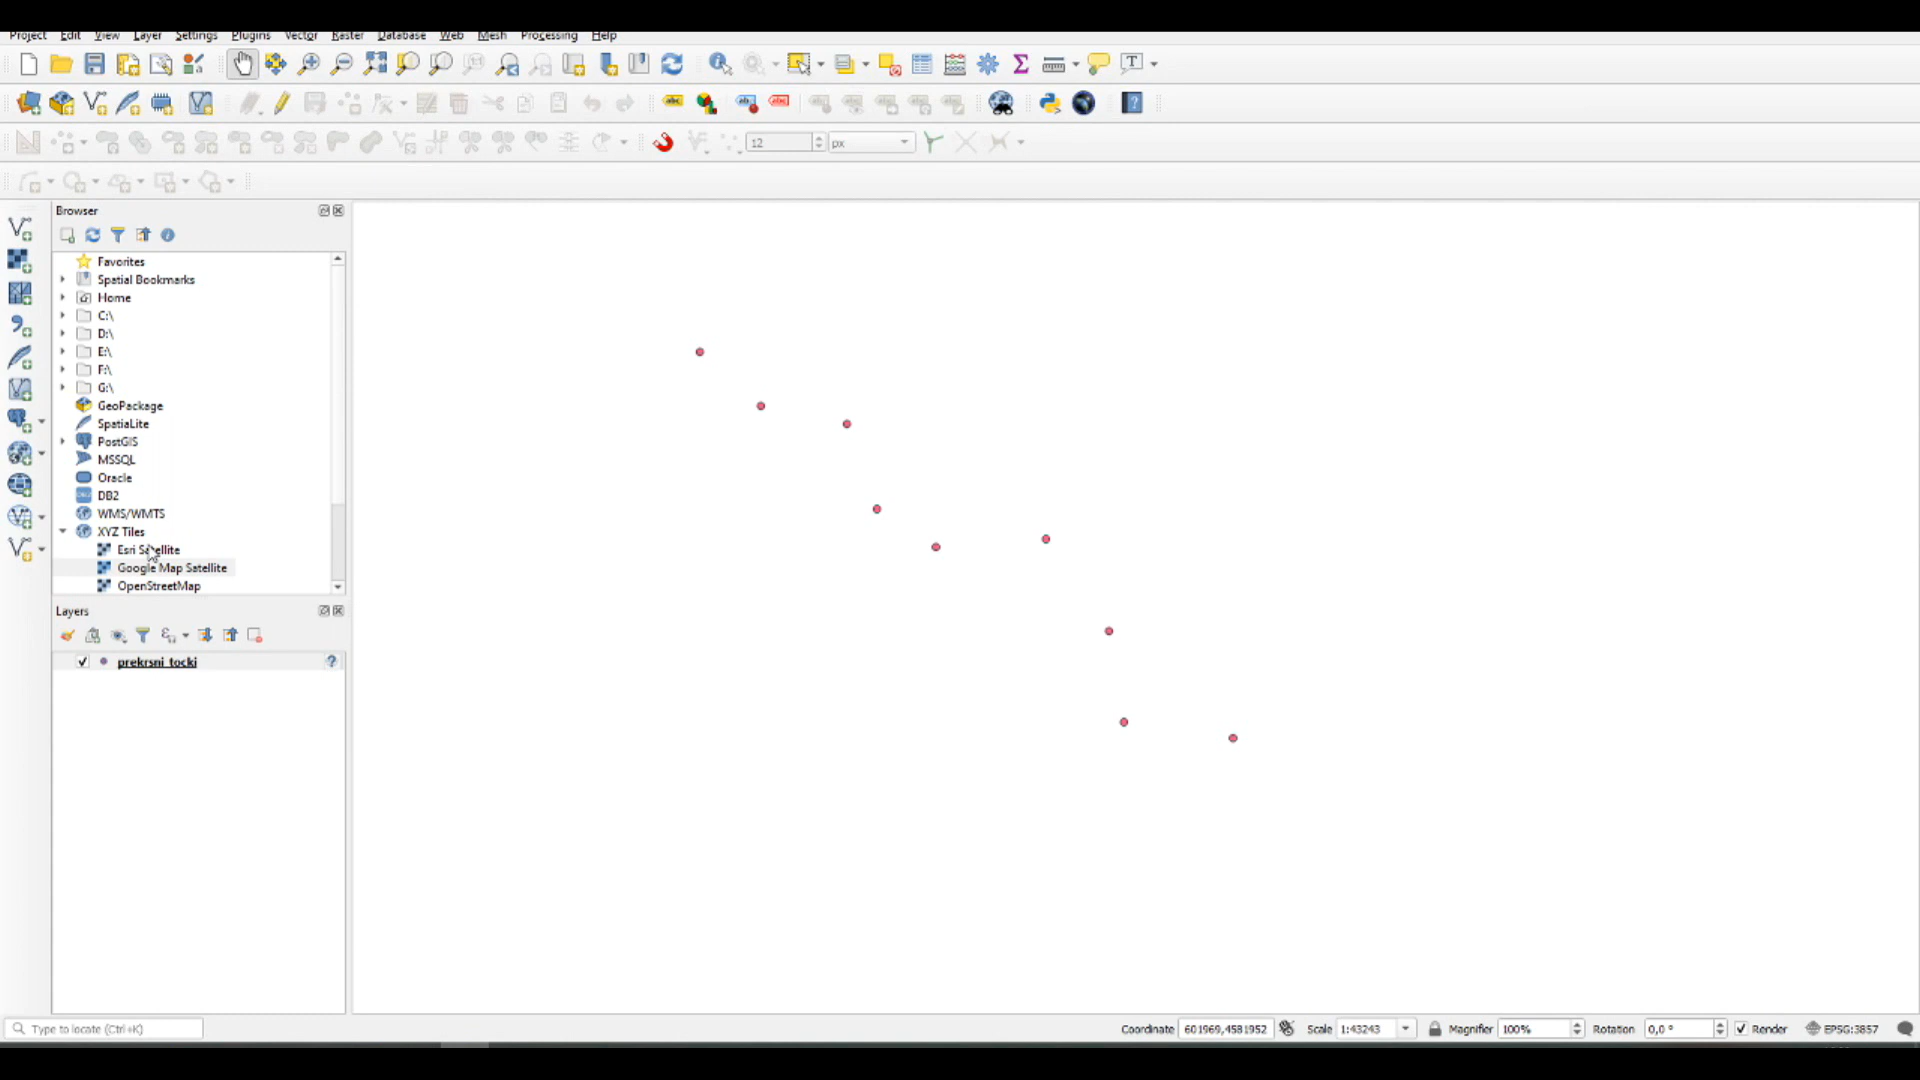 Project Edit View Layer Settings Plugins Vector Raster Database Web Mesh Processing Help
12 px
Browser
Favorites
Spatial Bookmarks
Home
C:\
D:\
E:\
F:\
G:\
GeoPackage
SpatiaLite
PostGIS
MSSQL
Oracle
DB2
WMS/WMTS
XYZ Tiles
Esri Satellite
Google Map Satellite
OpenStreetMap
Layers
prekrsni_tocki
Type to locate (Ctrl+K) Coordinate 601969,4581952 Scale 1:43243 Magnifier 100% Rotation 0,0 ° Render EPSG:3857